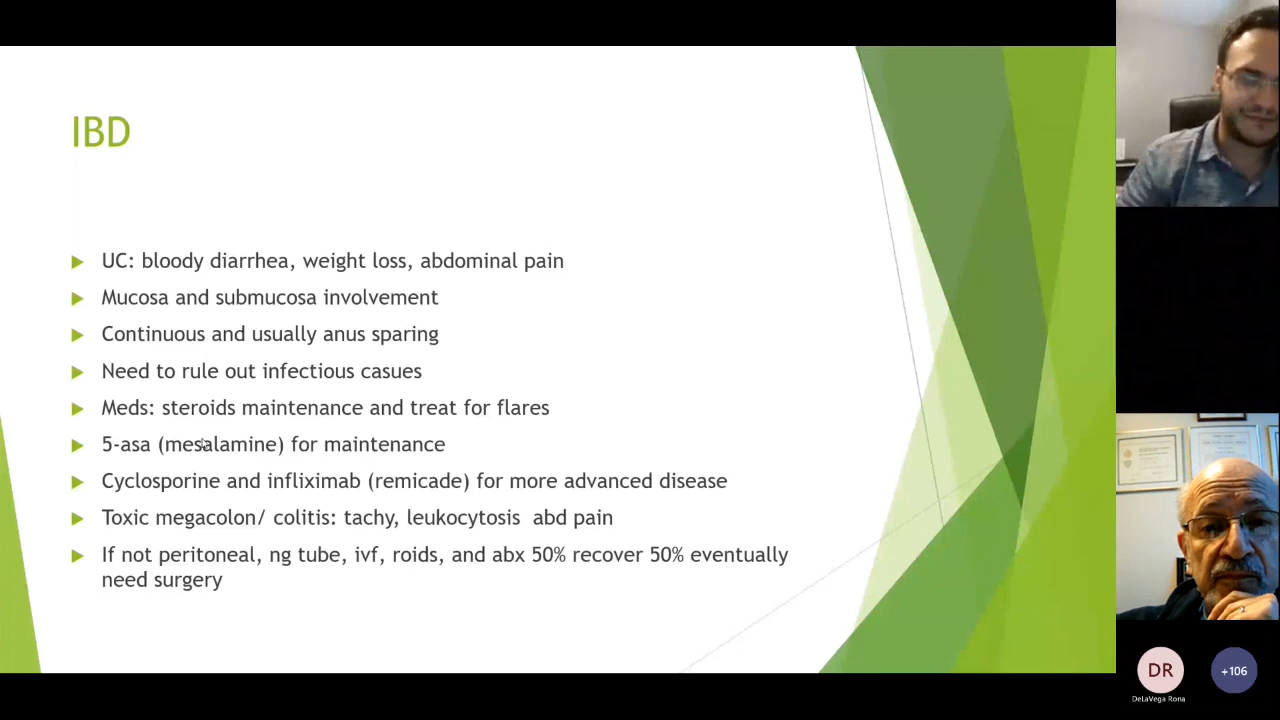 IBD
UC: bloody diarrhea, weight loss, abdominal pain
Mucosa and submucosa involvement
Continuous and usually anus sparing
Need to rule out infectious casues
Meds: steroids maintenance and treat for flares
5-asa (mesalamine) for maintenance
Cyclosporine and infliximab (remicade) for more advanced disease
Toxic megacolon/ colitis: tachy, leukocytosis  abd pain
If not peritoneal, ng tube, ivf, roids, and abx 50% recover 50% eventually
need surgery
DR
+106
DeLaVega Rona